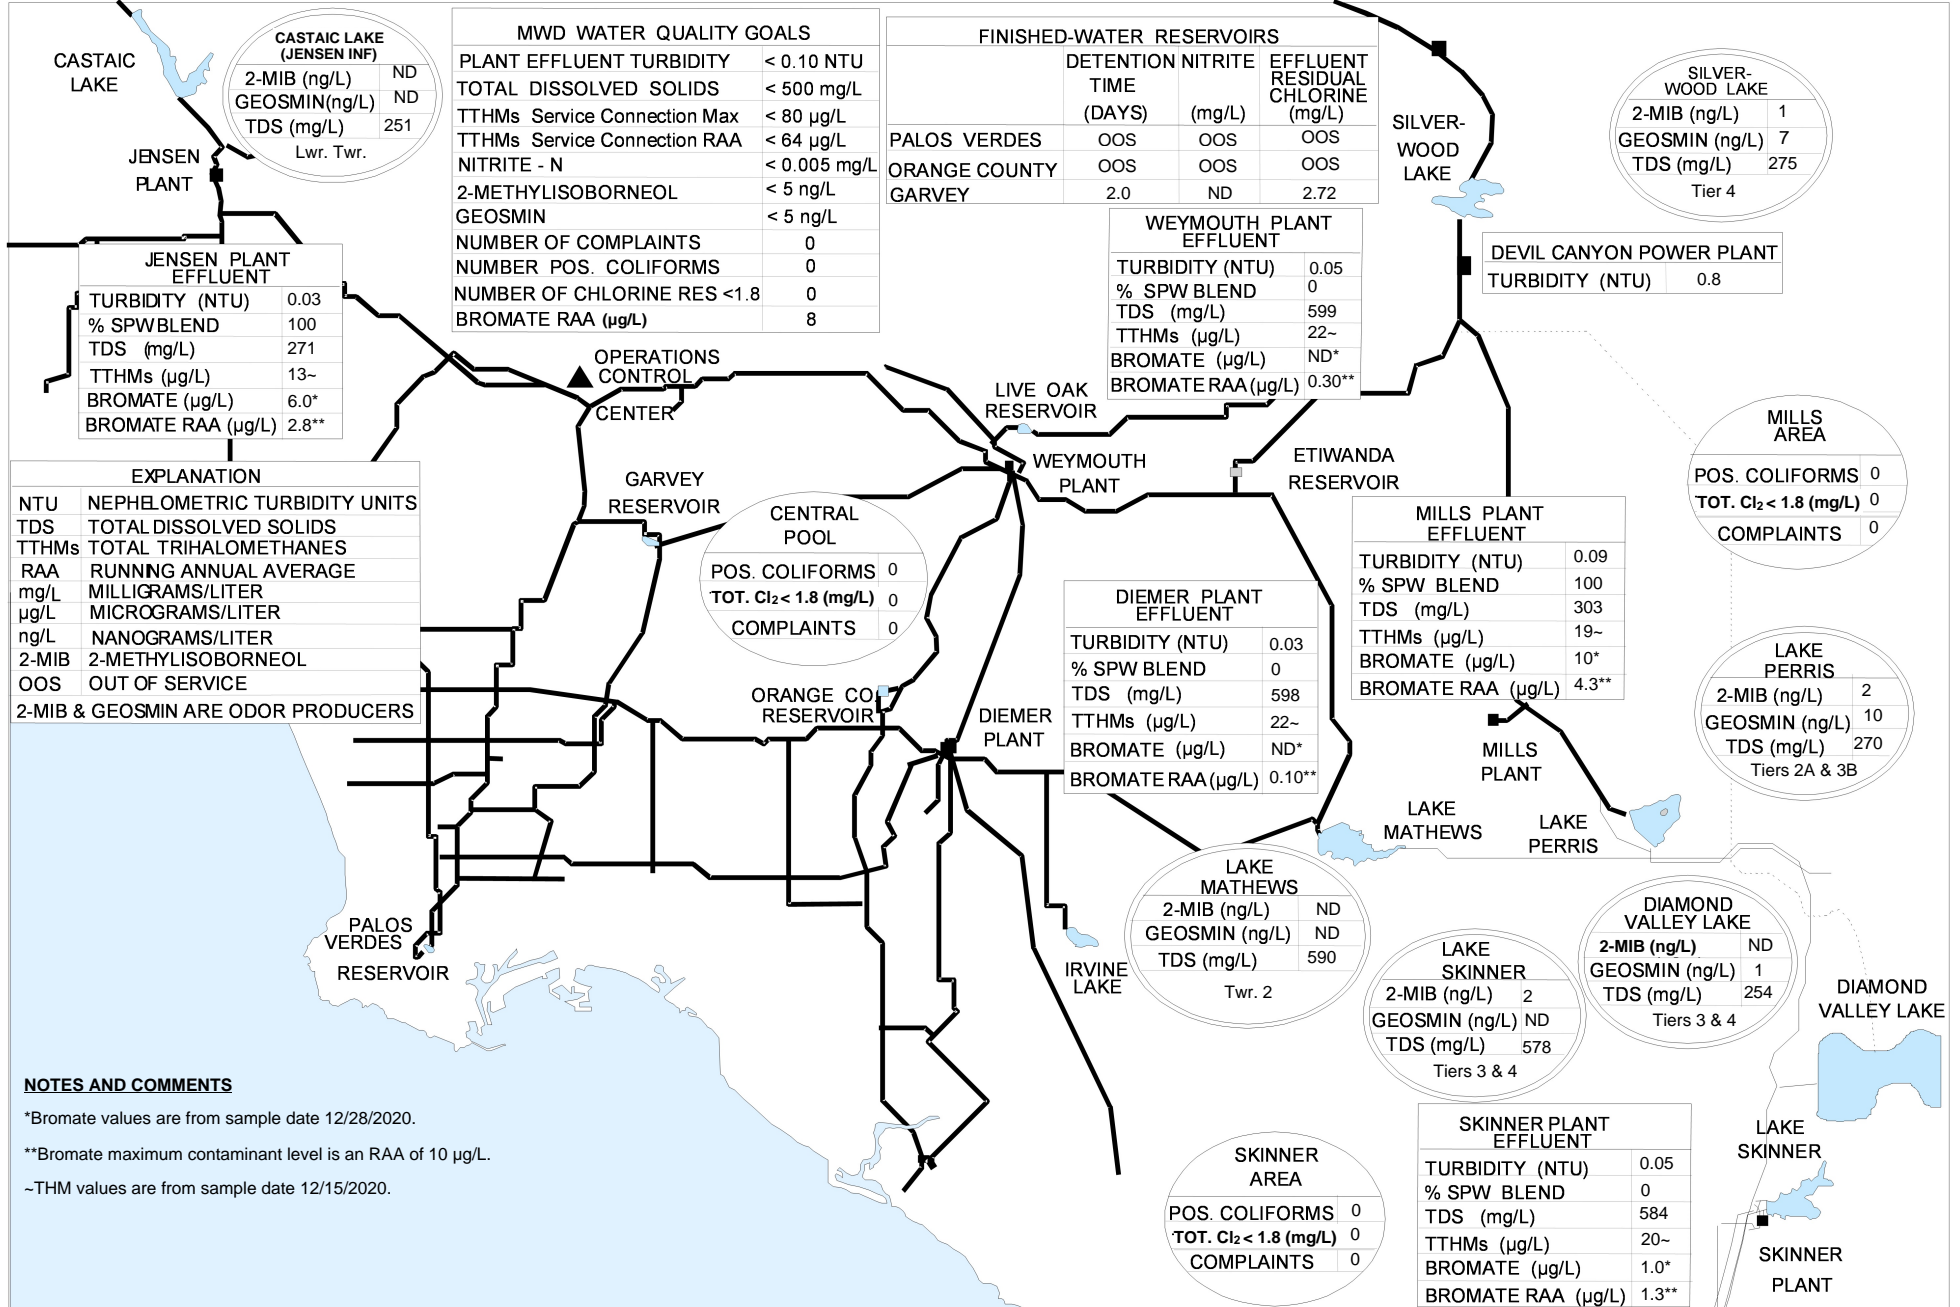 CASTAIC
LAKE
CASTAIC LAKE
(JENSEN INF)
2-MIB (ng/L) ND
GEOSMIN(ng/L) ND
TDS (mg/L) 251
Lwr. Twr.
JENSEN
PLANT
MWD WATER QUALITY GOALS
PLANT EFFLUENT TURBIDITY < 0.10 NTU
TOTAL DISSOLVED SOLIDS < 500 mg/L
TTHMs Service Connection Max < 80 µg/L
TTHMs Service Connection RAA < 64 µg/L
NITRITE - N < 0.005 mg/L
2-METHYLISOBORNEOL < 5 ng/L
GEOSMIN < 5 ng/L
NUMBER OF COMPLAINTS 0
NUMBER POS. COLIFORMS 0
NUMBER OF CHLORINE RES <1.8 0
BROMATE RAA (µg/L) 8
FINISHED-WATER RESERVOIRS
DETENTION TIME (DAYS) NITRITE (mg/L) EFFLUENT RESIDUAL CHLORINE (mg/L)
PALOS VERDES OOS OOS OOS
ORANGE COUNTY OOS OOS OOS
GARVEY 2.0 ND 2.72
SILVER-
WOOD
LAKE
SILVER-
WOOD LAKE
2-MIB (ng/L) 1
GEOSMIN (ng/L) 7
TDS (mg/L) 275
Tier 4
DEVIL CANYON POWER PLANT
TURBIDITY (NTU) 0.8
WEYMOUTH PLANT
EFFLUENT
TURBIDITY (NTU) 0.05
% SPW BLEND 0
TDS (mg/L) 599
TTHMs (µg/L) 22~
BROMATE (µg/L) ND*
BROMATE RAA (µg/L) 0.30**
JENSEN PLANT
EFFLUENT
TURBIDITY (NTU) 0.03
% SPW BLEND 100
TDS (mg/L) 271
TTHMs (µg/L) 13~
BROMATE (µg/L) 6.0*
BROMATE RAA (µg/L) 2.8**
OPERATIONS
CONTROL
CENTER
LIVE OAK
RESERVOIR
MILLS
AREA
POS. COLIFORMS 0
TOT. Cl2 < 1.8 (mg/L) 0
COMPLAINTS 0
EXPLANATION
NTU NEPHELOMETRIC TURBIDITY UNITS
TDS TOTAL DISSOLVED SOLIDS
TTHMs TOTAL TRIHALOMETHANES
RAA RUNNING ANNUAL AVERAGE
mg/L MILLIGRAMS/LITER
µg/L MICROGRAMS/LITER
ng/L NANOGRAMS/LITER
2-MIB 2-METHYLISOBORNEOL
OOS OUT OF SERVICE
2-MIB & GEOSMIN ARE ODOR PRODUCERS
GARVEY
RESERVOIR
WEYMOUTH
PLANT
ETIWANDA
RESERVOIR
CENTRAL
POOL
POS. COLIFORMS 0
TOT. Cl2 < 1.8 (mg/L) 0
COMPLAINTS 0
MILLS PLANT
EFFLUENT
TURBIDITY (NTU) 0.09
% SPW BLEND 100
TDS (mg/L) 303
TTHMs (µg/L) 19~
BROMATE (µg/L) 10*
BROMATE RAA (µg/L) 4.3**
DIEMER PLANT
EFFLUENT
TURBIDITY (NTU) 0.03
% SPW BLEND 0
TDS (mg/L) 598
TTHMs (µg/L) 22~
BROMATE (µg/L) ND*
BROMATE RAA (µg/L) 0.10**
LAKE
PERRIS
2-MIB (ng/L) 2
GEOSMIN (ng/L) 10
TDS (mg/L) 270
Tiers 2A & 3B
ORANGE CO
RESERVOIR
DIEMER
PLANT
MILLS
PLANT
LAKE
MATHEWS
LAKE
PERRIS
LAKE
MATHEWS
2-MIB (ng/L) ND
GEOSMIN (ng/L) ND
TDS (mg/L) 590
Twr. 2
DIAMOND
VALLEY LAKE
2-MIB (ng/L) ND
GEOSMIN (ng/L) 1
TDS (mg/L) 254
Tiers 3 & 4
PALOS
VERDES
RESERVOIR
IRVINE
LAKE
LAKE
SKINNER
2-MIB (ng/L) 2
GEOSMIN (ng/L) ND
TDS (mg/L) 578
Tiers 3 & 4
DIAMOND
VALLEY LAKE
NOTES AND COMMENTS
*Bromate values are from sample date 12/28/2020.
**Bromate maximum contaminant level is an RAA of 10 µg/L.
~THM values are from sample date 12/15/2020.
SKINNER
AREA
POS. COLIFORMS 0
TOT. Cl2 < 1.8 (mg/L) 0
COMPLAINTS 0
SKINNER PLANT
EFFLUENT
TURBIDITY (NTU) 0.05
% SPW BLEND 0
TDS (mg/L) 584
TTHMs (µg/L) 20~
BROMATE (µg/L) 1.0*
BROMATE RAA (µg/L) 1.3**
LAKE
SKINNER
SKINNER
PLANT